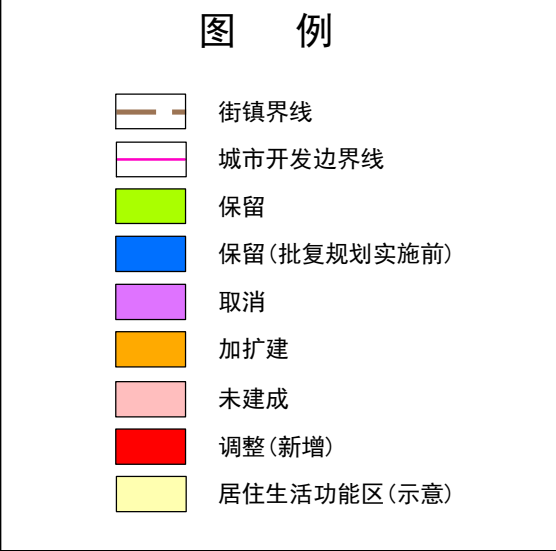 图 例
街镇界线
城市开发边界线
保留
保留(批复规划实施前)
取消
加扩建
未建成
调整(新增)
居住生活功能区(示意)